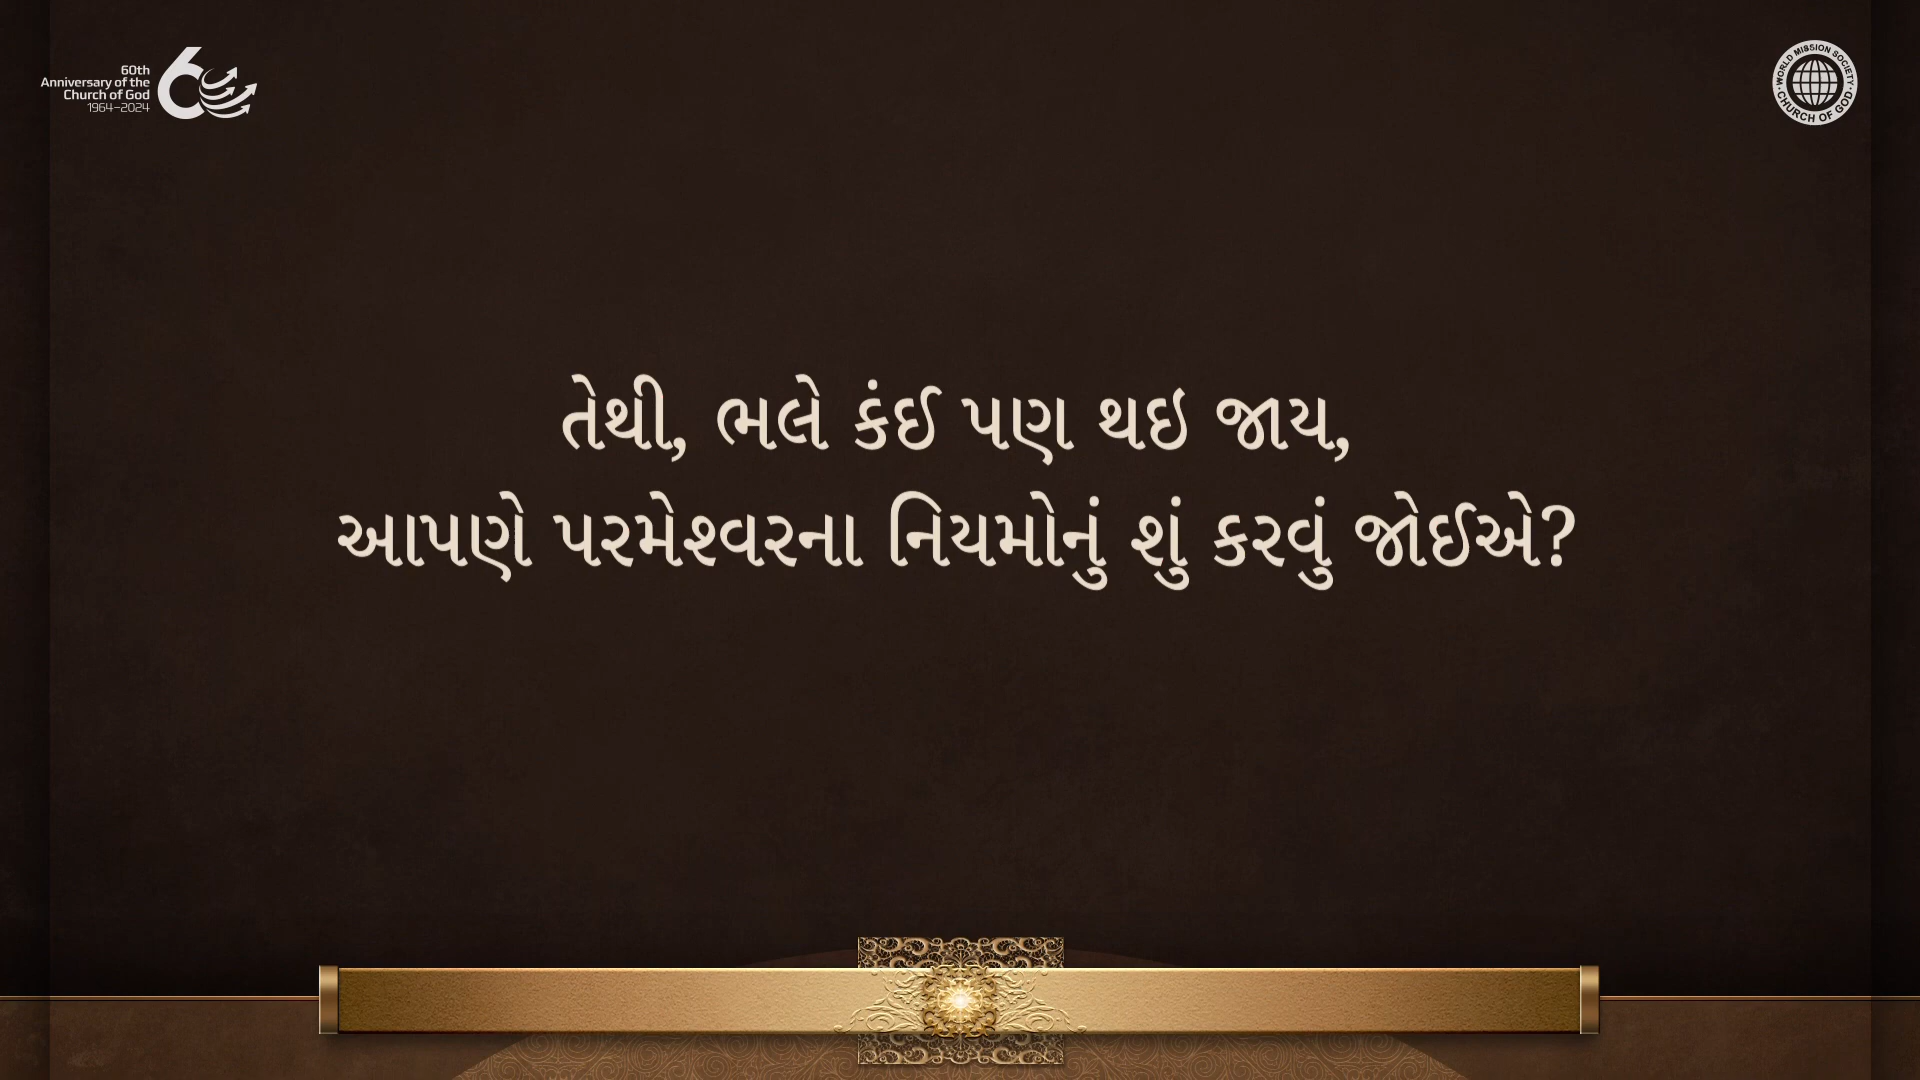 60th
Anniversary of the
Church of God
1964–2024
WORLD MISSION SOCIETY
CHURCH OF GOD
તેથી, ભલે કંઈ પણ થઇ જાય,
આપણે પરમેશ્વરના નિયમોનું શું કરવું જોઈએ?